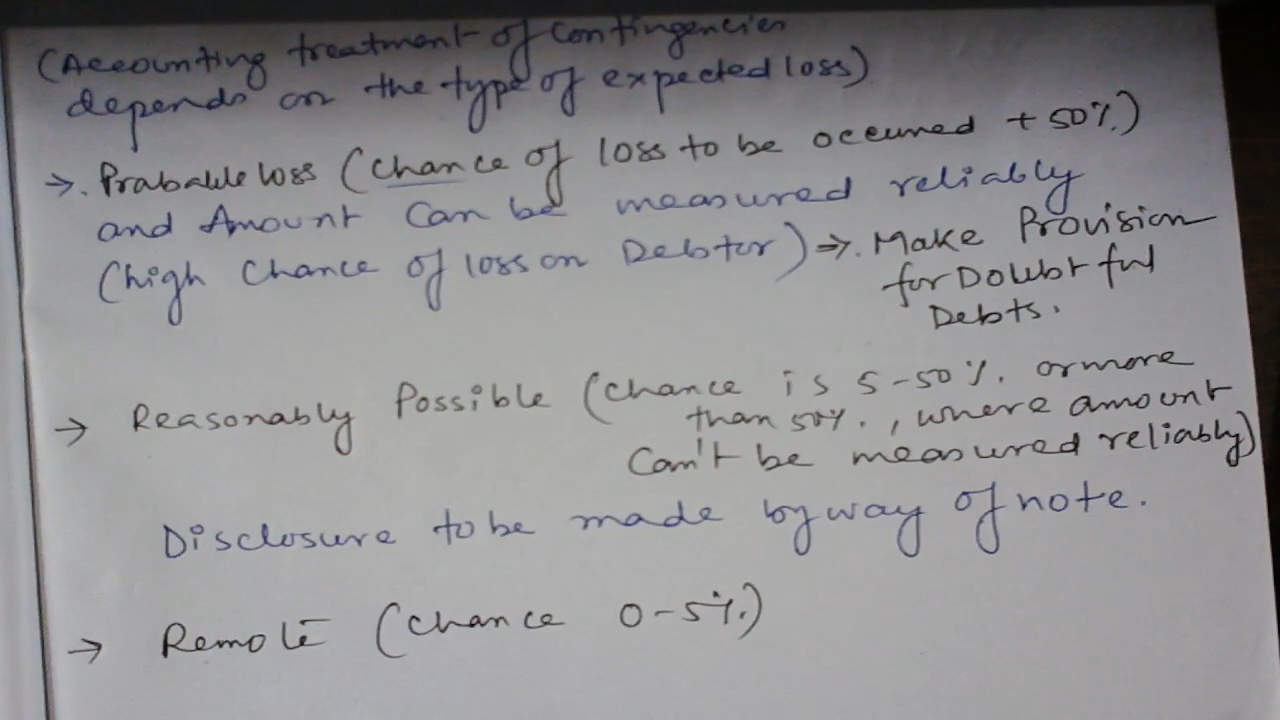 (Accounting treatment of Contingencies
depends on the type of expected loss)
→. Probable loss (Chance of loss to be occurred + 50%.)
and Amount Can be measured reliably
(high Chance of loss on Debtor) ⇒. Make Provision
for Doubtful
Debts.
→ Reasonably Possible (Chance is 5-50%. or more
than 50%., where amount
Can't be measured reliably)
Disclosure to be made by way of note.
→ Remote (Chance 0-5%.)